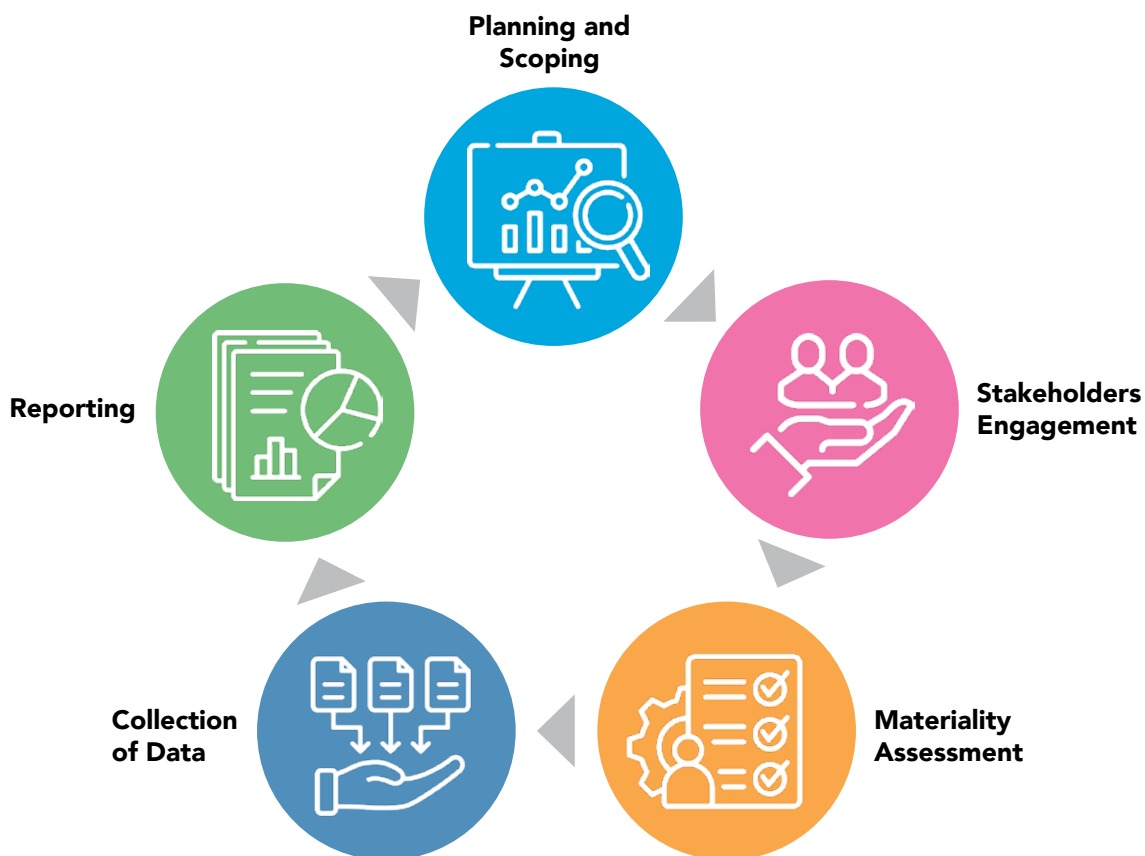 Planning and
Scoping
Stakeholders
Engagement
Materiality
Assessment
Collection
of Data
Reporting